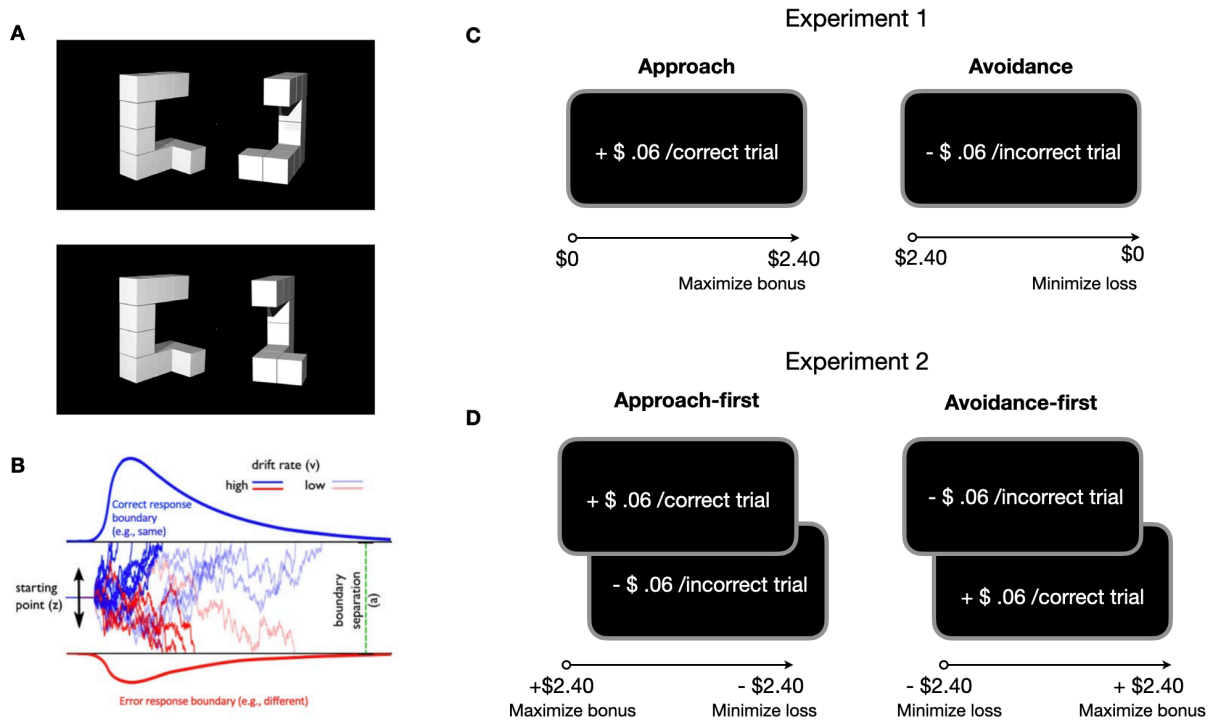 A
B
drift rate (v)
high
low
Correct response
boundary
(e.g., same)
starting
point (z)
boundary
separation
(a)
Error response boundary (e.g., different)
Experiment 1
C
Approach
Avoidance
+ $ .06 /correct trial
- $ .06 /incorrect trial
$0
$2.40
Maximize bonus
$2.40
$0
Minimize loss
Experiment 2
D
Approach-first
Avoidance-first
+ $ .06 /correct trial
- $ .06 /incorrect trial
- $ .06 /incorrect trial
+ $ .06 /correct trial
+$2.40
- $2.40
Maximize bonus
Minimize loss
- $2.40
+ $2.40
Minimize loss
Maximize bonus